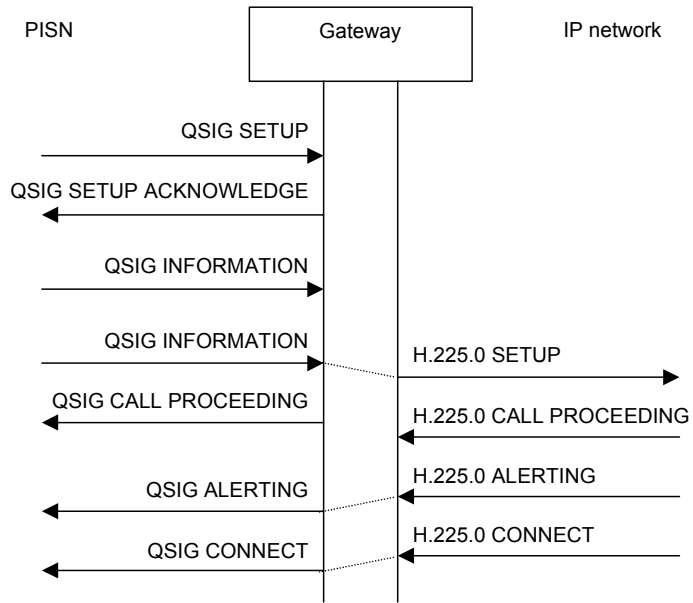 PISN
Gateway
IP network
QSIG SETUP
QSIG SETUP ACKNOWLEDGE
QSIG INFORMATION
QSIG INFORMATION
H.225.0 SETUP
QSIG CALL PROCEEDING
H.225.0 CALL PROCEEDING
QSIG ALERTING
H.225.0 ALERTING
QSIG CONNECT
H.225.0 CONNECT